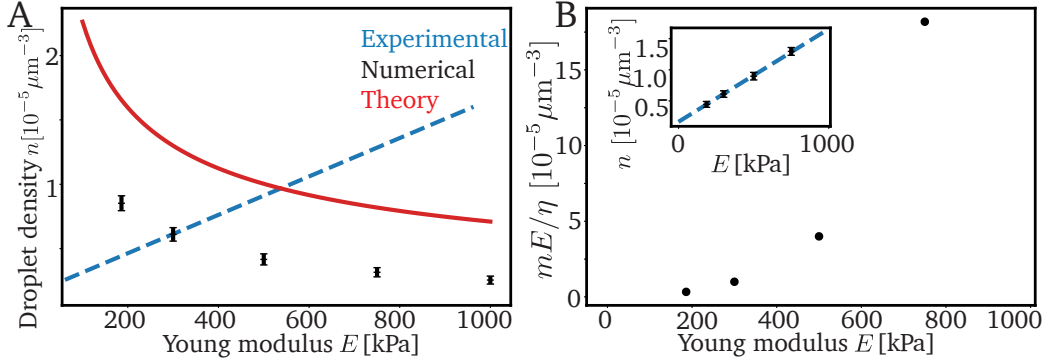 A
Droplet density n [10⁻⁵ μm⁻³]
2
1
Experimental
Numerical
Theory
200 400 600 800 1000
Young modulus E [kPa]
B
mE/η [10⁻⁵ μm⁻³]
15
10
5
0
n [10⁻⁵ μm⁻³]
1.5
1.0
0.5
0 1000
E [kPa]
0 200 400 600 800 1000
Young modulus E [kPa]